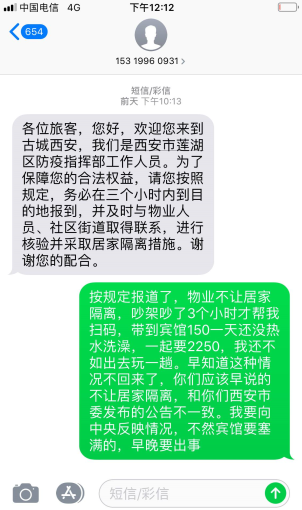 中国电信 4G 下午12:12
654
153 1996 0931
短信/彩信
前天 下午10:13
各位旅客，您好，欢迎您来到
古城西安，我们是西安市莲湖
区防疫指挥部工作人员。为了
保障您的合法权益，请您按照
规定，务必在三个小时内到目
的地报到，并及时与物业人
员、社区街道取得联系，进行
核验并采取居家隔离措施。谢
谢您的配合。
按规定报道了，物业不让居家
隔离，吵架吵了3个小时才帮我
扫码，带到宾馆150一天还没热
水洗澡，一起要2250，我还不
如出去玩一趟。早知道这种情
况不回来了，你们应该早说的
不让居家隔离，和你们西安市
委发布的公告不一致。我要向
中央反映情况，不然宾馆要塞
满的，早晚要出事
短信/彩信